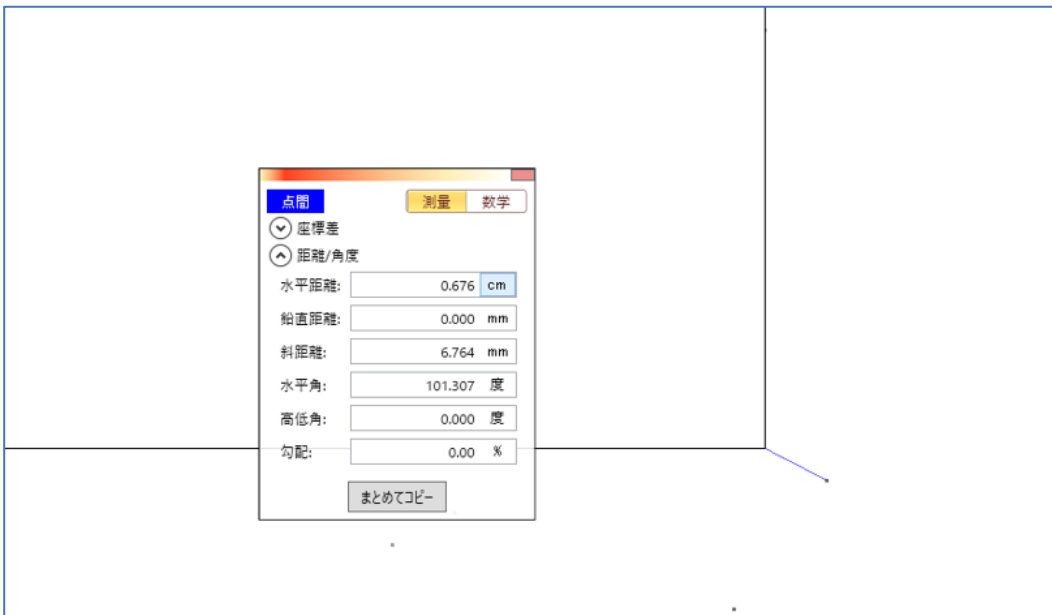 点間 測量 数学
座標差
距離/角度
水平距離: 0.676 cm
鉛直距離: 0.000 mm
斜距離: 6.764 mm
水平角: 101.307 度
高低角: 0.000 度
勾配: 0.00 %
まとめてコピー